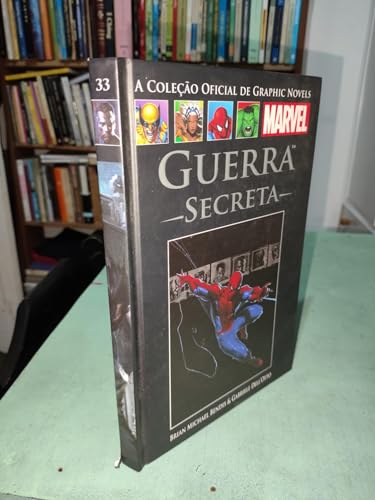 33
A COLEÇÃO OFICIAL DE GRAPHIC NOVELS
MARVEL
GUERRA™
SECRETA
BRIAN MICHAEL BENDIS & GABRIELE DELL'OTTO